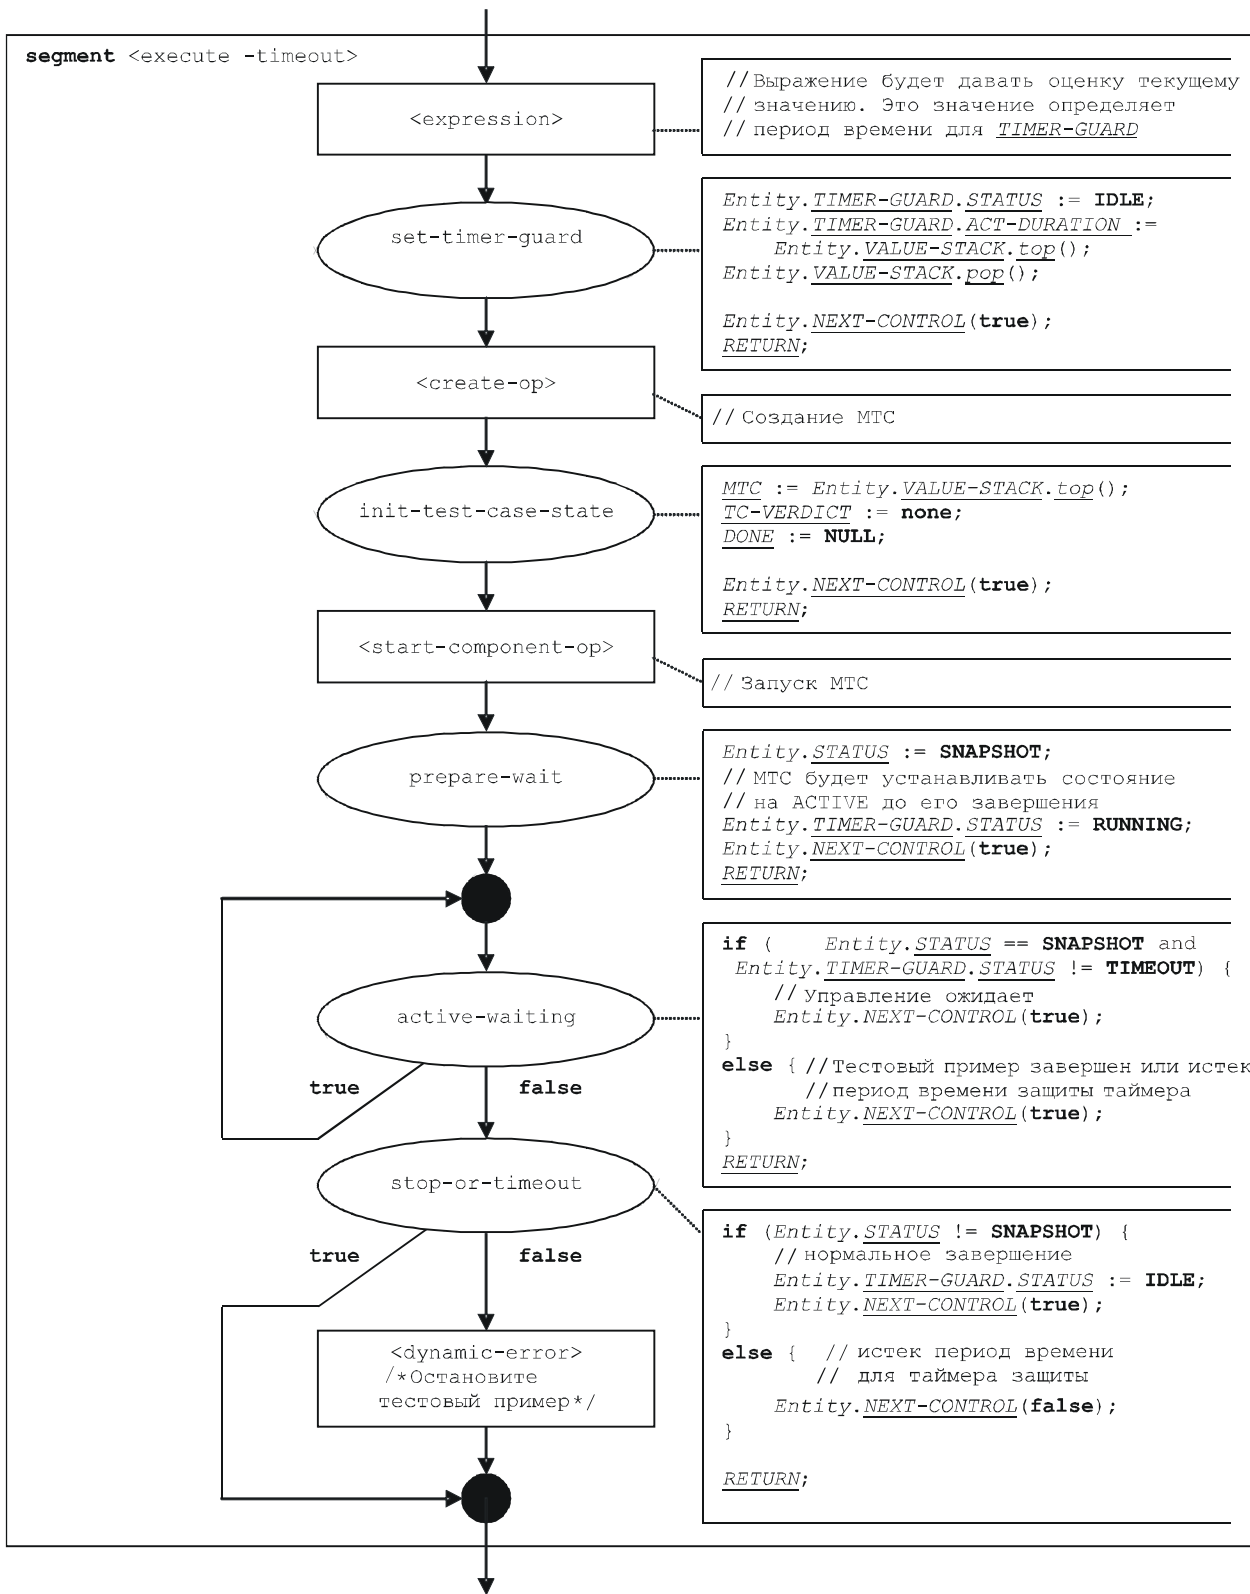 segment <execute -timeout>
<expression>
//Выражение будет давать оценку текущему
//значению. Это значение определяет
//период времени для TIMER-GUARD
set-timer-guard
Entity.TIMER-GUARD.STATUS := IDLE;
Entity.TIMER-GUARD.ACT-DURATION :=
Entity.VALUE-STACK.top();
Entity.VALUE-STACK.pop();
Entity.NEXT-CONTROL(true);
RETURN;
<create-op>
// Создание MTC
init-test-case-state
MTC := Entity.VALUE-STACK.top();
TC-VERDICT := none;
DONE := NULL;
Entity.NEXT-CONTROL(true);
RETURN;
<start-component-op>
// Запуск MTC
prepare-wait
Entity.STATUS := SNAPSHOT;
// MTC будет устанавливать состояние
// на ACTIVE до его завершения
Entity.TIMER-GUARD.STATUS := RUNNING;
Entity.NEXT-CONTROL(true);
RETURN;
active-waiting
if ( Entity.STATUS == SNAPSHOT and
Entity.TIMER-GUARD.STATUS != TIMEOUT) {
// Управление ожидает
Entity.NEXT-CONTROL(true);
}
else { //Тестовый пример завершен или истек
//период времени защиты таймера
Entity.NEXT-CONTROL(true);
}
RETURN;
true false
stop-or-timeout
if (Entity.STATUS != SNAPSHOT) {
// нормальное завершение
Entity.TIMER-GUARD.STATUS := IDLE;
Entity.NEXT-CONTROL(true);
}
else { // истек период времени
// для таймера защиты
Entity.NEXT-CONTROL(false);
}
RETURN;
true false
<dynamic-error>
/*Остановите
тестовый пример*/